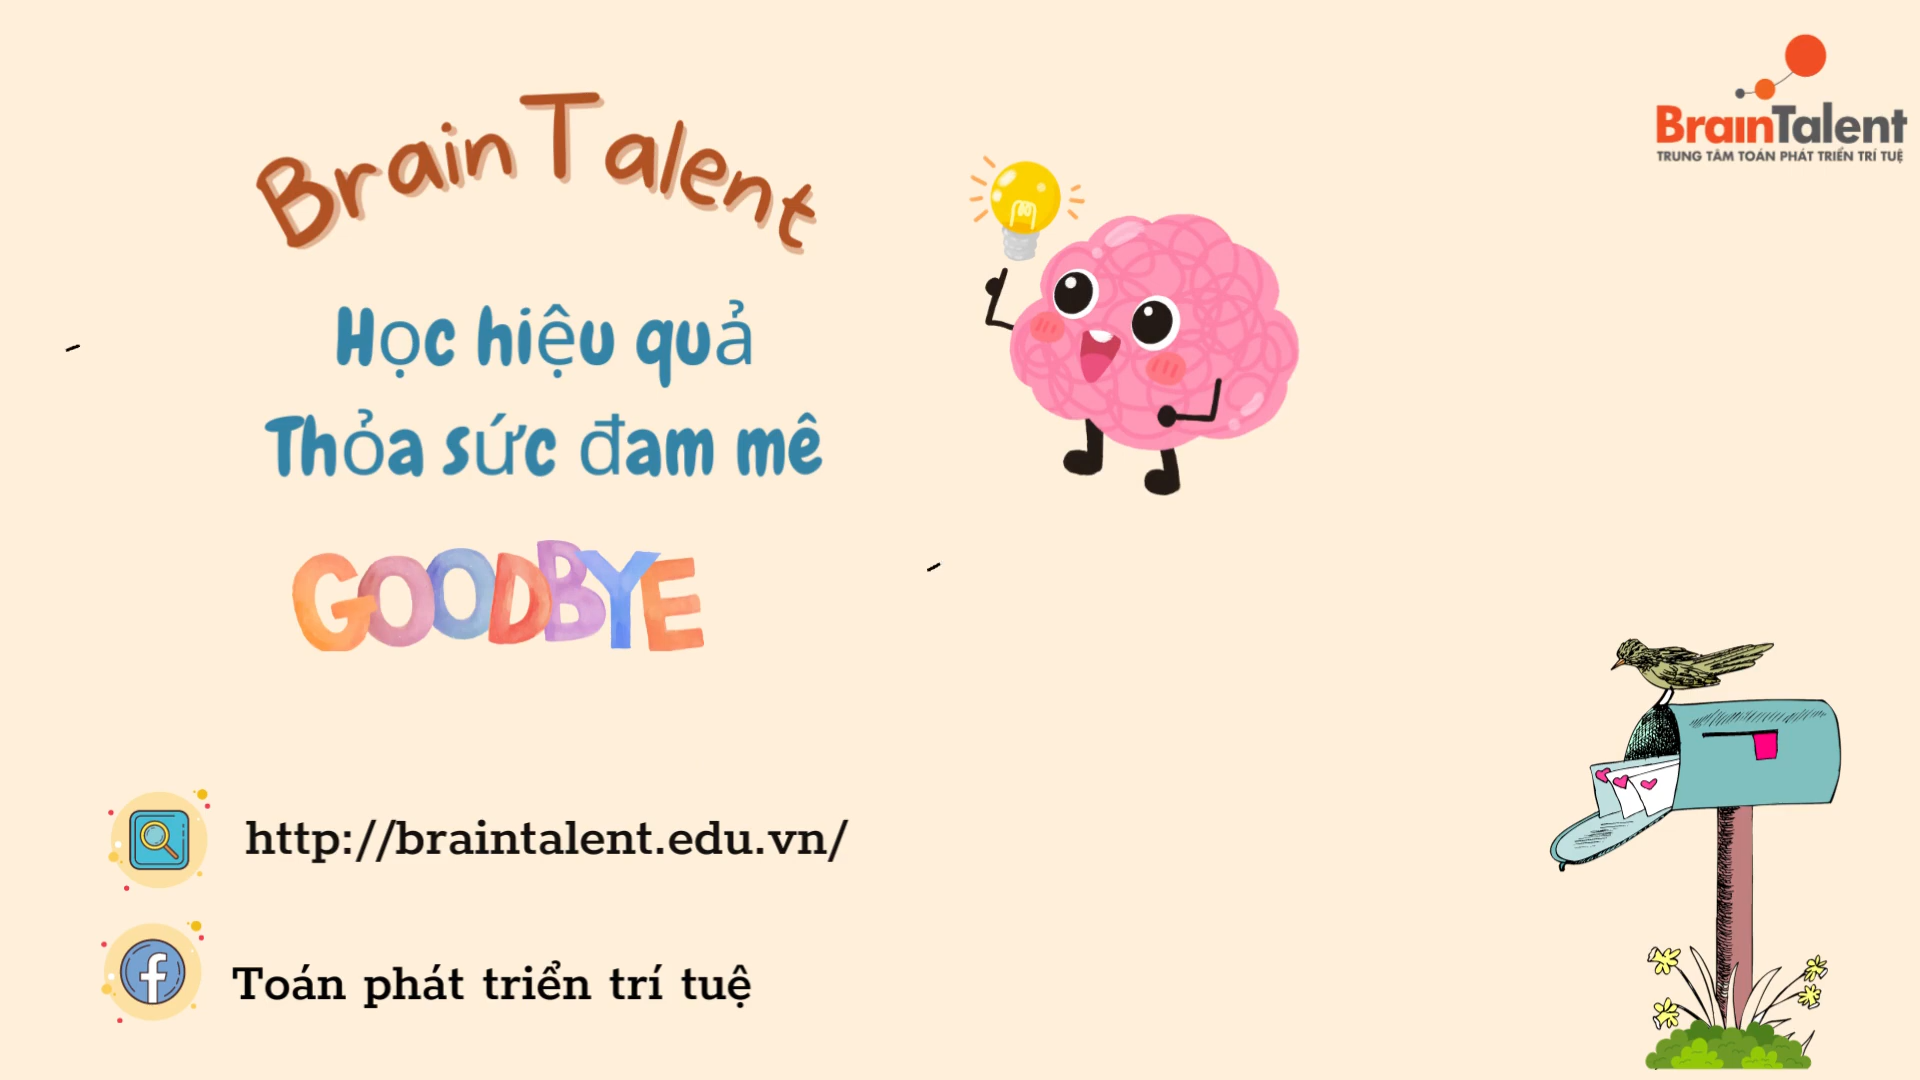 BrainTalent
TRUNG TÂM TOÁN PHÁT TRIỂN TRÍ TUỆ
Brain Talent
Học hiệu quả
Thỏa sức đam mê
GOODBYE
http://braintalent.edu.vn/
Toán phát triển trí tuệ